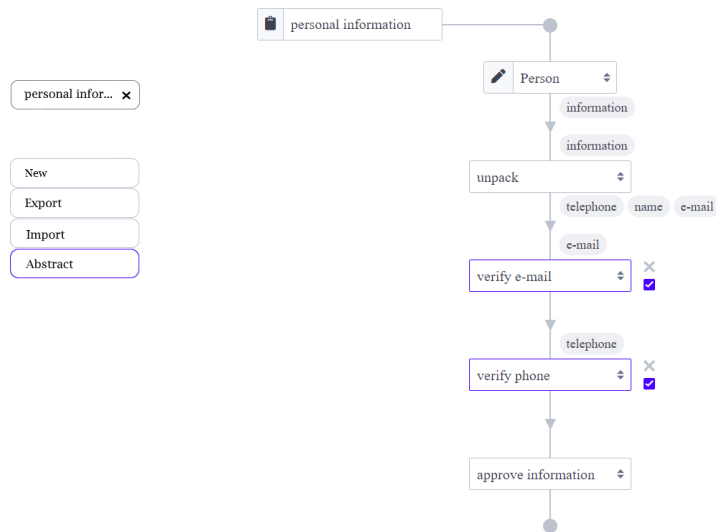 personal information
Person
personal infor...
information
information
New
unpack
Export
telephone name e-mail
Import
e-mail
Abstract
verify e-mail
telephone
verify phone
approve information